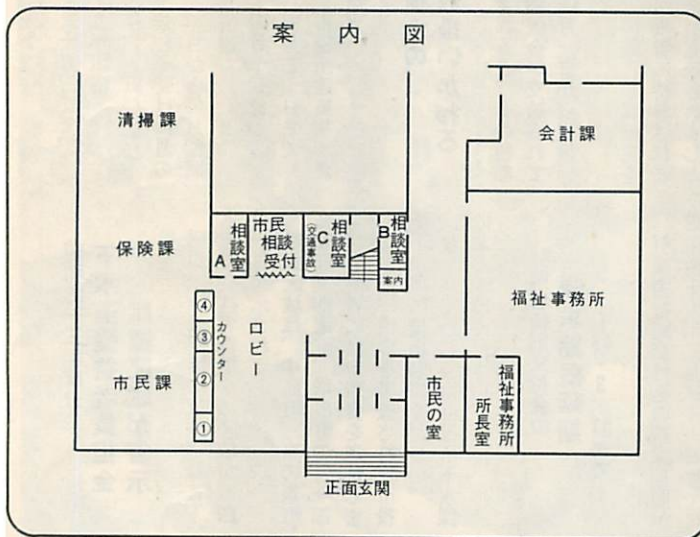 案内図
清掃課
会計課
保険課
相談室
A
市民
相談
受付
相談室
C
(交通事故)
相談室
B
案内
福祉事務所
④
③
②
①
カウンター
ロビー
市民課
市民の室
福祉事務所
所長室
正面玄関